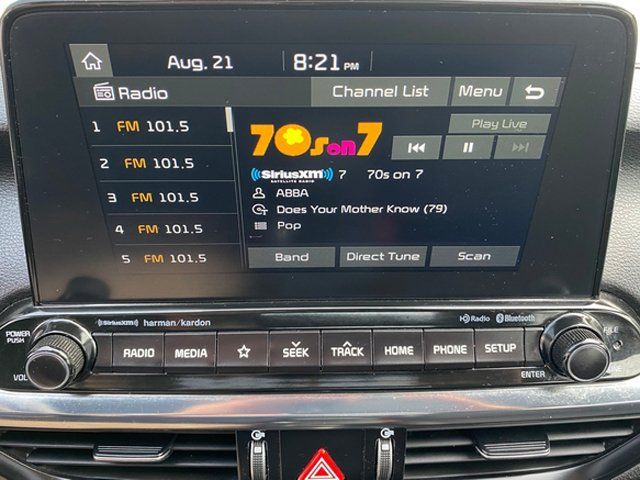 Aug. 21 8:21 PM
Radio Channel List Menu
1 FM 101.5
2 FM 101.5
3 FM 101.5
4 FM 101.5
5 FM 101.5
70s on 7
Play Live
((SiriusXM)) 7 70s on 7
SATELLITE RADIO
ABBA
Does Your Mother Know (79)
Pop
Band Direct Tune Scan
((SiriusXM)) harman/kardon HD Radio Bluetooth
POWER
PUSH
VOL
RADIO MEDIA SEEK TRACK HOME PHONE SETUP
FILE
ENTER